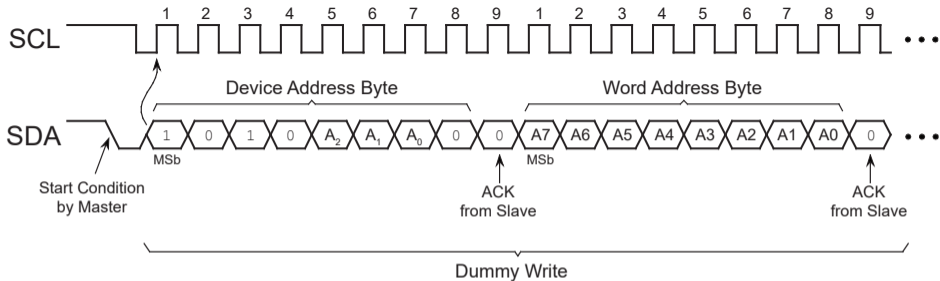 SCL 1 2 3 4 5 6 7 8 9 1 2 3 4 5 6 7 8 9 •••
Device Address Byte Word Address Byte
SDA 1 0 1 0 A₂ A₁ A₀ 0 0 A7 A6 A5 A4 A3 A2 A1 A0 0 •••
MSb MSb
Start Condition
by Master
ACK
from Slave
ACK
from Slave
Dummy Write